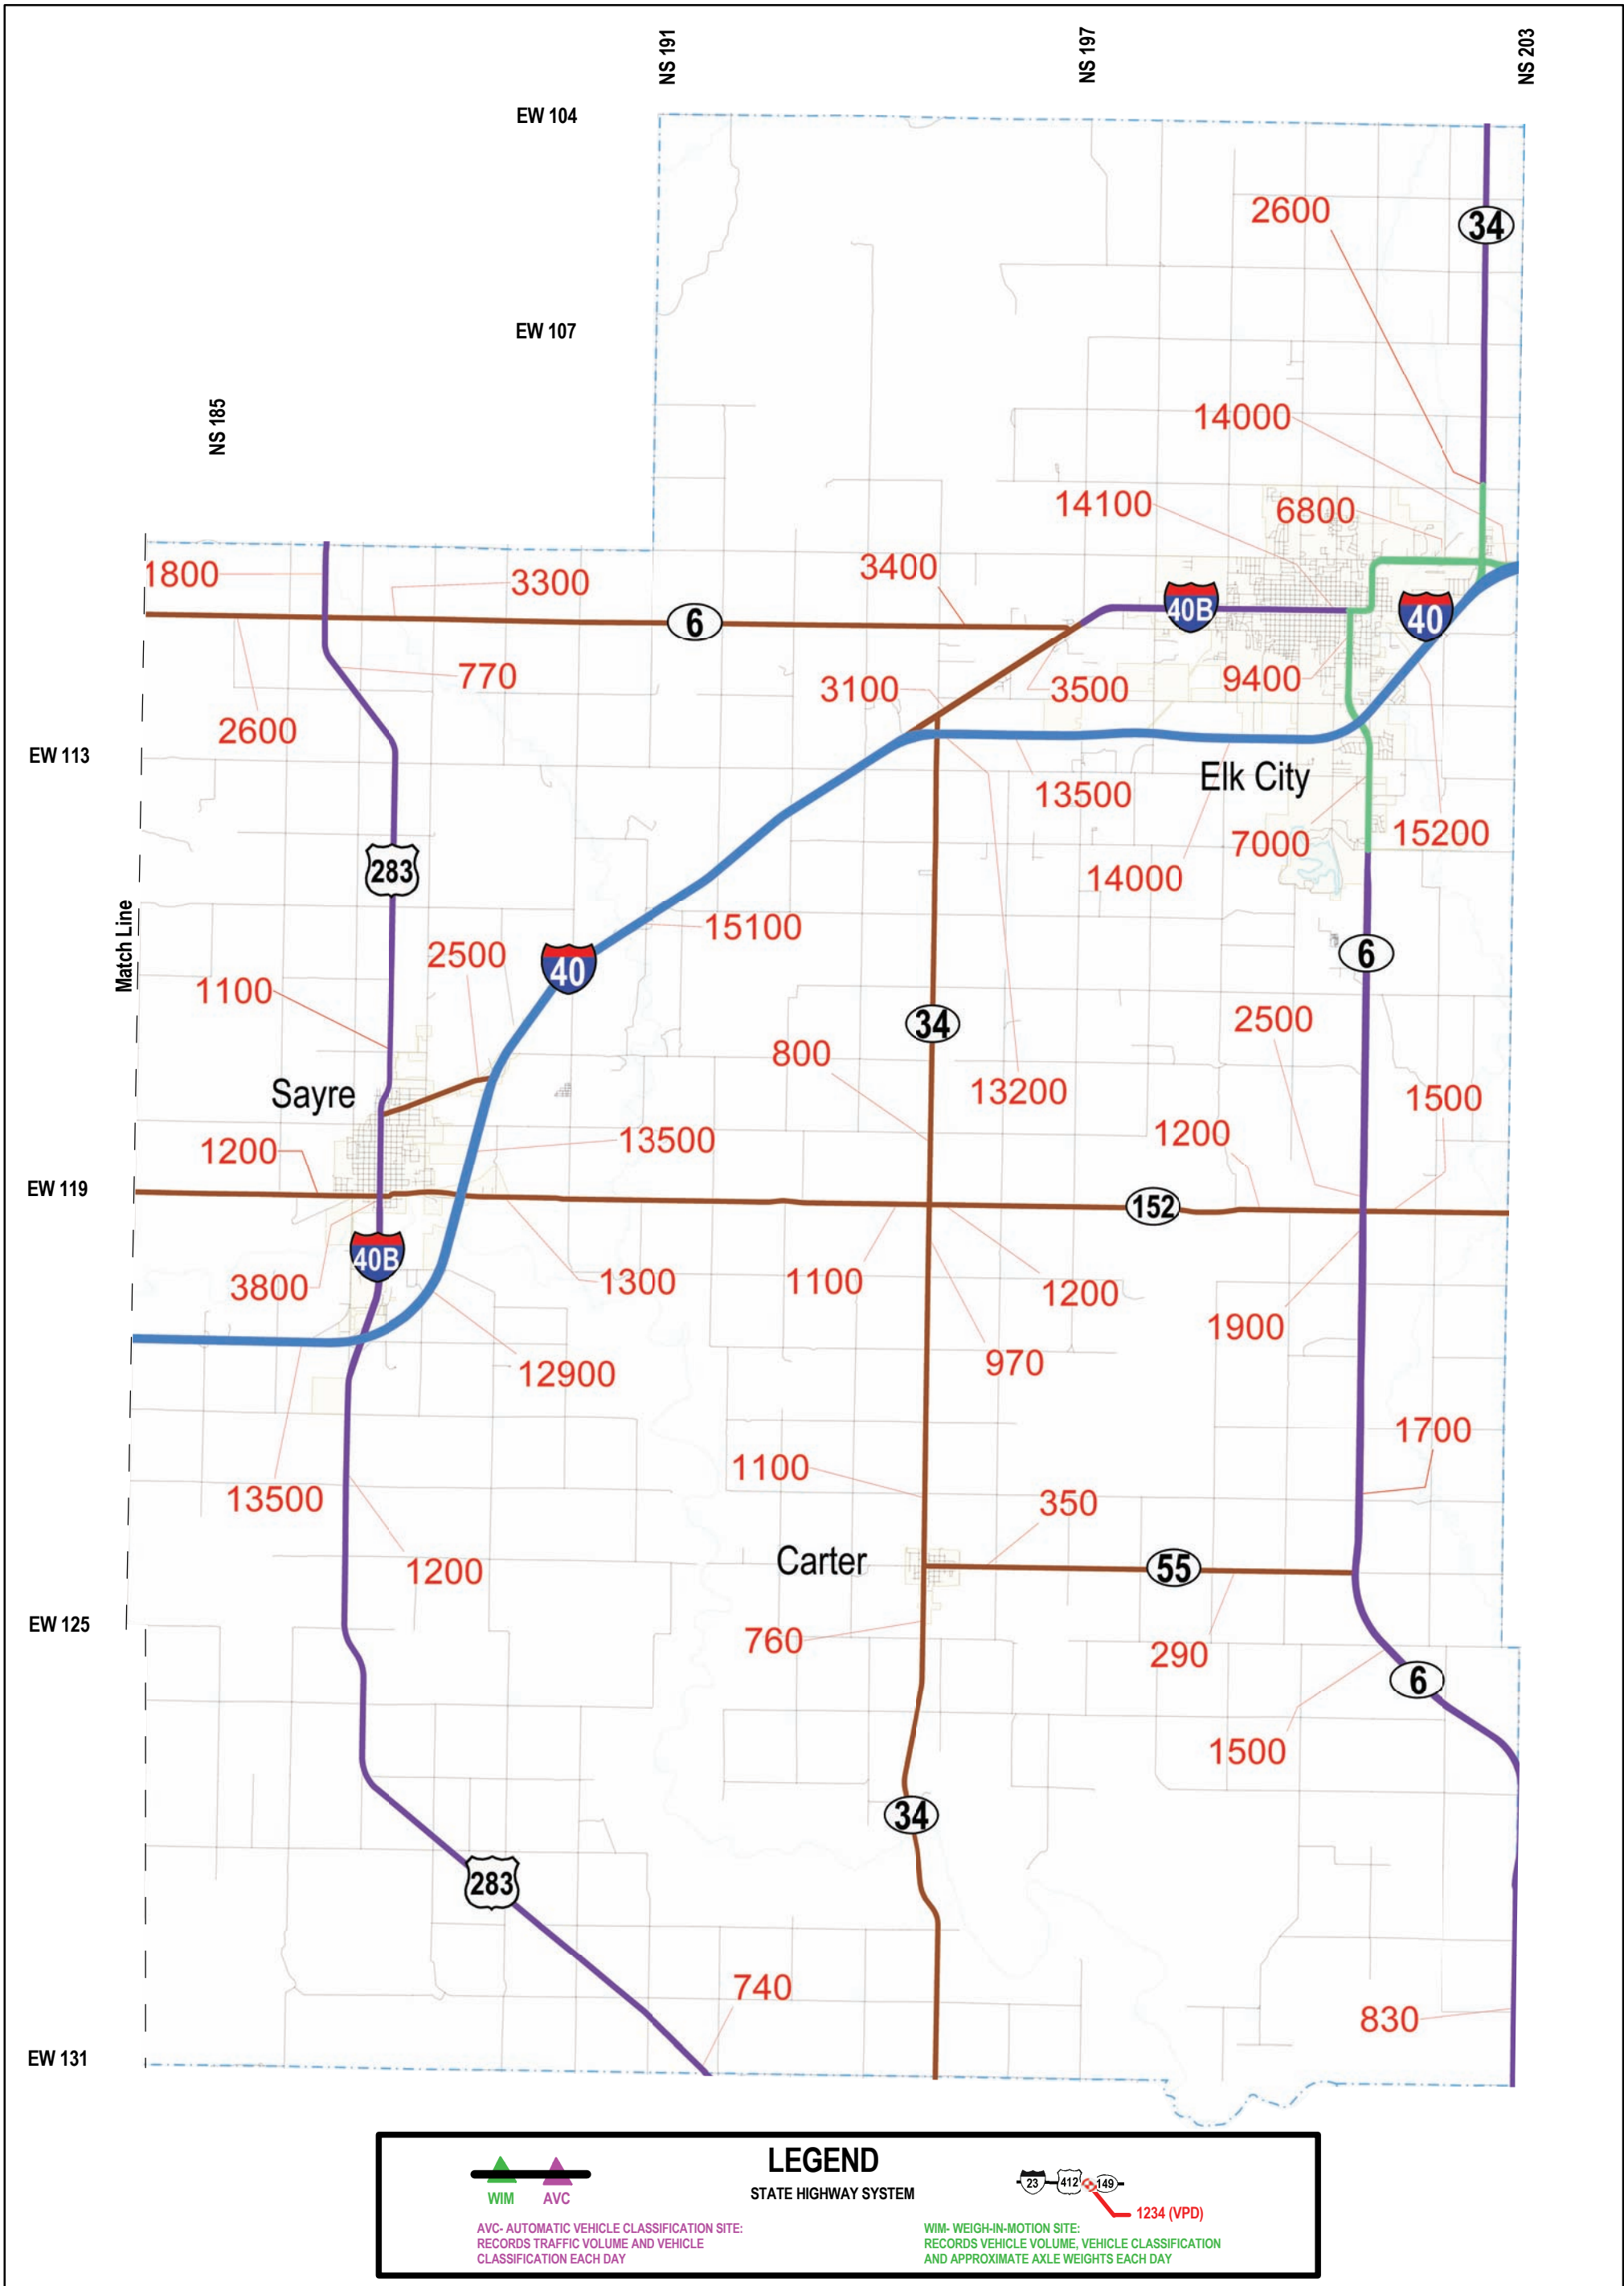 NS 191
NS 197
NS 203
EW 104
2600
34
EW 107
NS 185
14000
14100
6800
1800
3300
3400
6
40B
40
770
3100
3500
9400
2600
EW 113
13500
Elk City
7000
15200
283
14000
Match Line
15100
2500
40
6
1100
34
2500
800
13200
Sayre
1500
1200
13500
1200
EW 119
152
40B
3800
1300
1100
1200
1900
970
12900
1700
1100
13500
350
Carter
55
1200
EW 125
760
290
6
1500
34
283
740
830
EW 131
LEGEND
STATE HIGHWAY SYSTEM
WIM
AVC
23
412
149
1234 (VPD)
AVC- AUTOMATIC VEHICLE CLASSIFICATION SITE:
RECORDS TRAFFIC VOLUME AND VEHICLE
CLASSIFICATION EACH DAY
WIM- WEIGH-IN-MOTION SITE:
RECORDS VEHICLE VOLUME, VEHICLE CLASSIFICATION
AND APPROXIMATE AXLE WEIGHTS EACH DAY